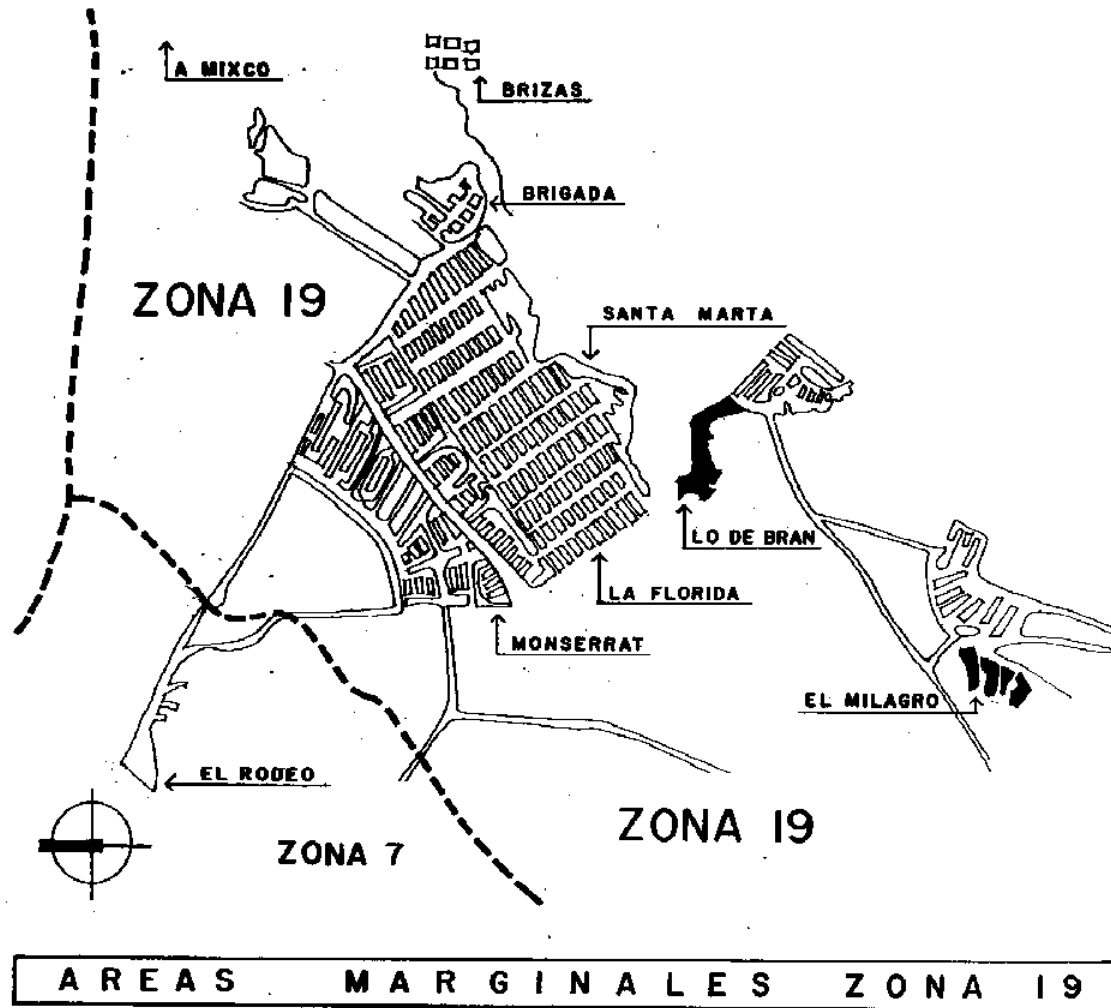 A MIXCO
BRIZAS
BRIGADA
ZONA 19
SANTA MARTA
LO DE BRAN
LA FLORIDA
MONSERRAT
EL MILAGRO
EL RODEO
ZONA 19
ZONA 7
AREAS MARGINALES ZONA 19